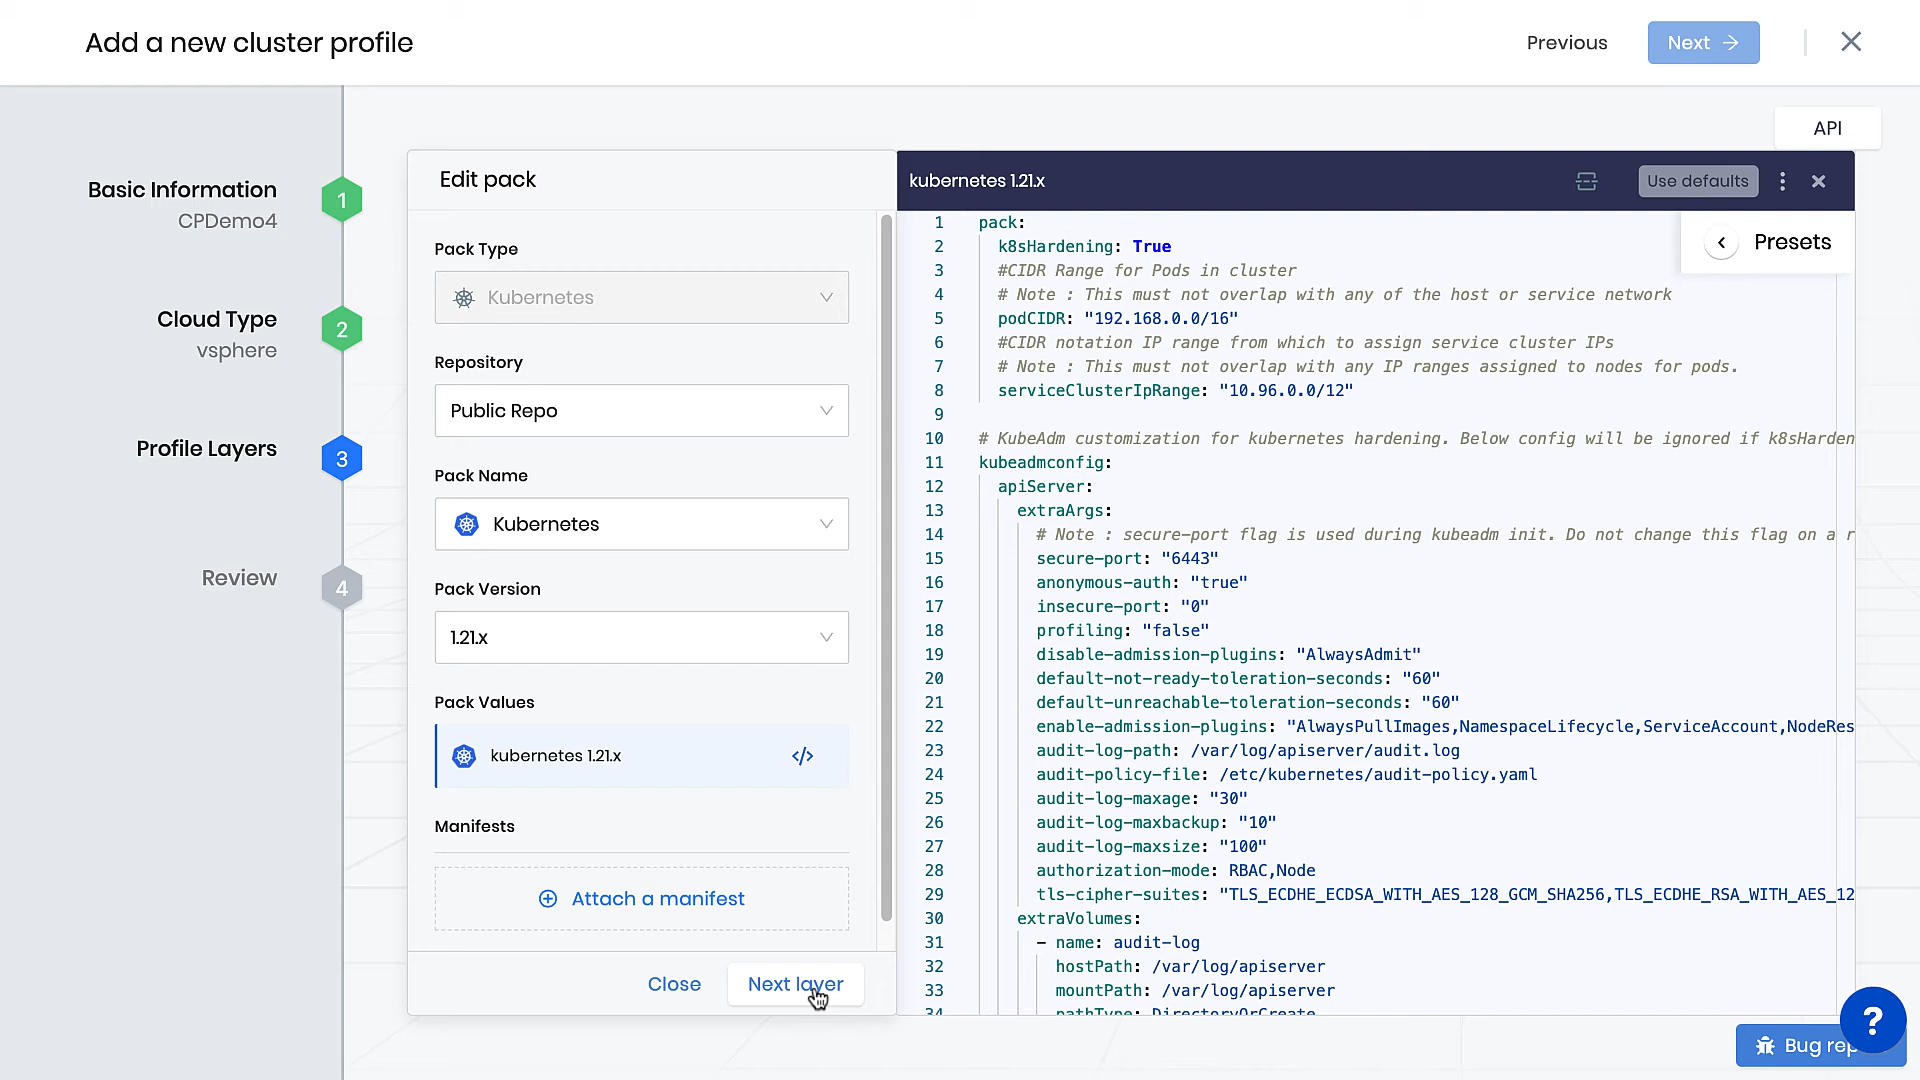 Add a new cluster profile
Previous
Next
API
Basic Information
CPDemo4
1
Cloud Type
vsphere
2
Profile Layers
3
Review
4
Edit pack
Pack Type
Kubernetes
Repository
Public Repo
Pack Name
Kubernetes
Pack Version
1.21.x
Pack Values
kubernetes 1.21.x
</>
Manifests
Attach a manifest
Close
Next layer
kubernetes 1.21.x
Use defaults
Presets
1 pack:
2 k8sHardening: True
3 #CIDR Range for Pods in cluster
4 # Note : This must not overlap with any of the host or service network
5 podCIDR: "192.168.0.0/16"
6 #CIDR notation IP range from which to assign service cluster IPs
7 # Note : This must not overlap with any IP ranges assigned to nodes for pods.
8 serviceClusterIpRange: "10.96.0.0/12"
9
10 # KubeAdm customization for kubernetes hardening. Below config will be ignored if k8sHarden
11 kubeadmconfig:
12 apiServer:
13 extraArgs:
14 # Note : secure-port flag is used during kubeadm init. Do not change this flag on a r
15 secure-port: "6443"
16 anonymous-auth: "true"
17 insecure-port: "0"
18 profiling: "false"
19 disable-admission-plugins: "AlwaysAdmit"
20 default-not-ready-toleration-seconds: "60"
21 default-unreachable-toleration-seconds: "60"
22 enable-admission-plugins: "AlwaysPullImages,NamespaceLifecycle,ServiceAccount,NodeRes
23 audit-log-path: /var/log/apiserver/audit.log
24 audit-policy-file: /etc/kubernetes/audit-policy.yaml
25 audit-log-maxage: "30"
26 audit-log-maxbackup: "10"
27 audit-log-maxsize: "100"
28 authorization-mode: RBAC,Node
29 tls-cipher-suites: "TLS_ECDHE_ECDSA_WITH_AES_128_GCM_SHA256,TLS_ECDHE_RSA_WITH_AES_12
30 extraVolumes:
31 - name: audit-log
32 hostPath: /var/log/apiserver
33 mountPath: /var/log/apiserver
34 pathType: DirectoryOrCreate
?
Bug rep